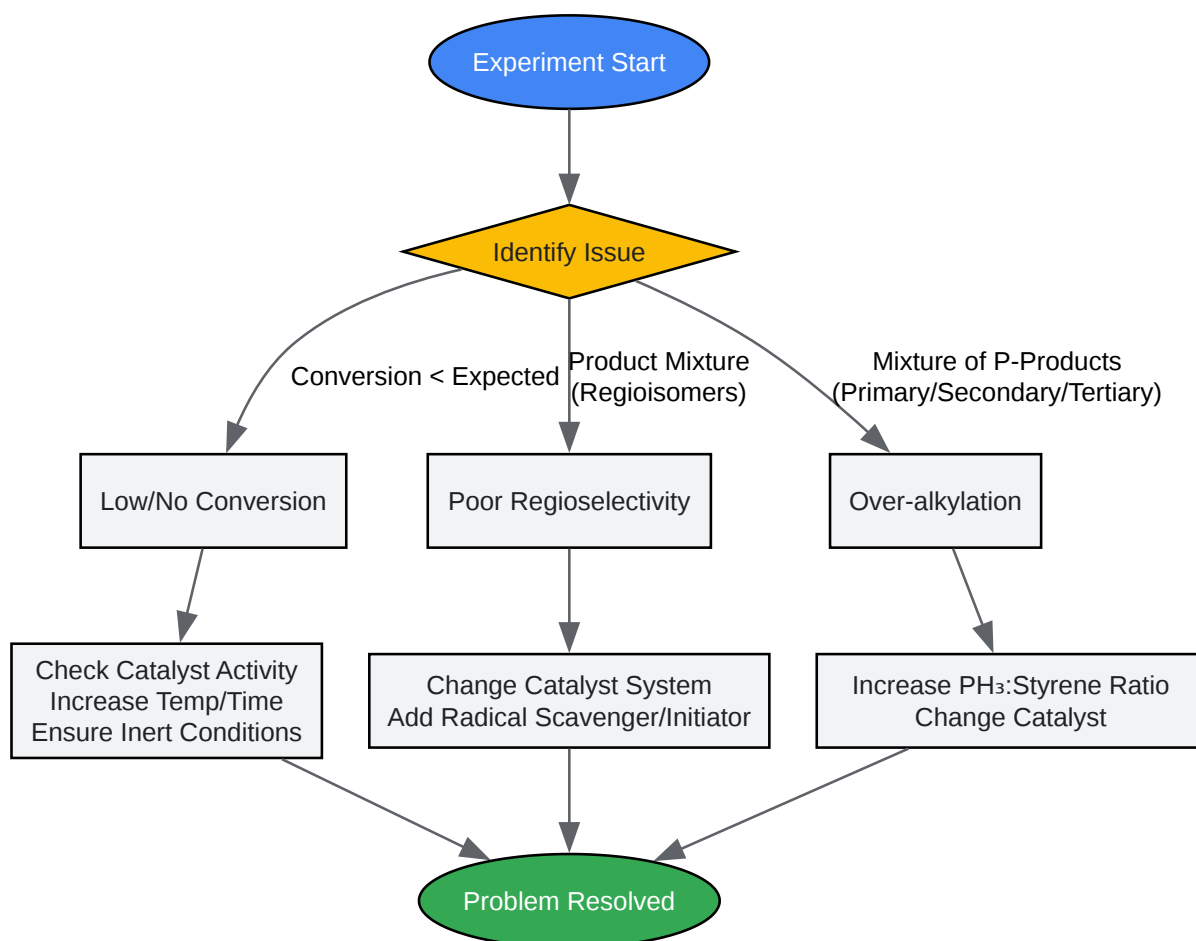 Experiment Start
Identify Issue
Conversion < Expected
Product Mixture
(Regioisomers)
Mixture of P-Products
(Primary/Secondary/Tertiary)
Low/No Conversion
Poor Regioselectivity
Over-alkylation
Check Catalyst Activity
Increase Temp/Time
Ensure Inert Conditions
Change Catalyst System
Add Radical Scavenger/Initiator
Increase PH₃:Styrene Ratio
Change Catalyst
Problem Resolved